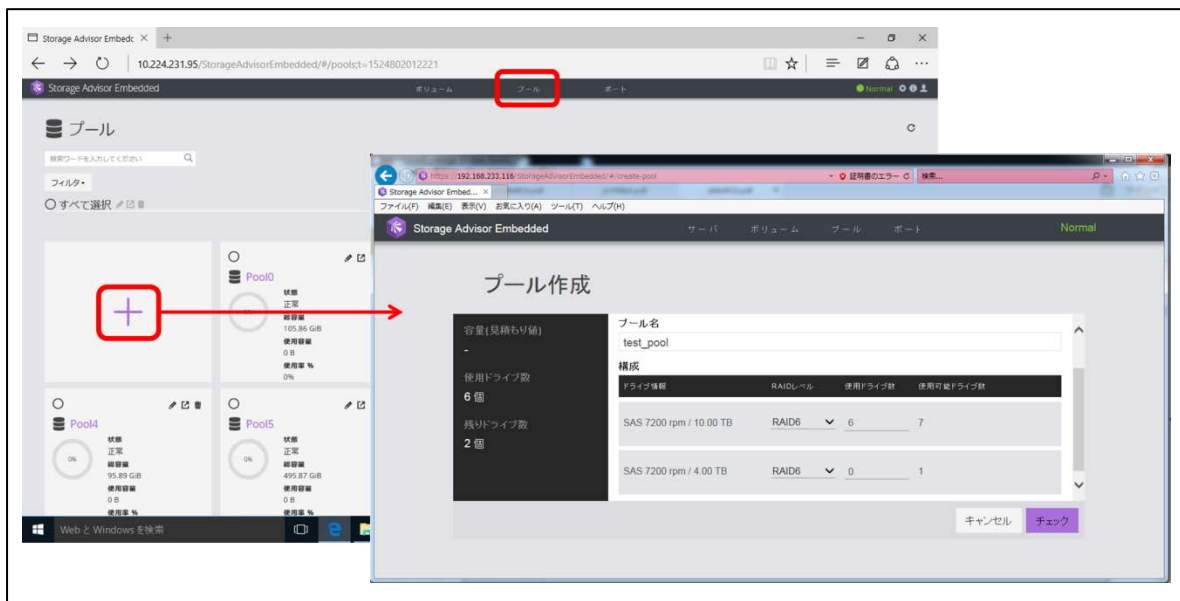 Storage Advisor Embedc
10.224.231.95/StorageAdvisorEmbedded/#/pools;t=1524802012221
Storage Advisor Embedded
ボリューム
プール
ポート
Normal
プール
検索ワードを入力してください
フィルタ
すべて選択
Pool0
状態
正常
総容量
105.86 GiB
使用容量
0 B
使用率 %
0%
Pool4
0%
状態
正常
総容量
95.89 GiB
使用容量
0 B
使用率 %
Pool5
0%
状態
正常
総容量
495.87 GiB
使用容量
0 B
使用率 %
Web と Windows を検索
https://192.168.233.116/StorageAdvisorEmbedded/#/create-pool
証明書のエラー
検索...
Storage Advisor Embed...
ファイル(F) 編集(E) 表示(V) お気に入り(A) ツール(T) ヘルプ(H)
Storage Advisor Embedded
サーバ
ボリューム
プール
ポート
Normal
プール作成
容量(見積もり値)
-
使用ドライブ数
6 個
残りドライブ数
2 個
プール名
test_pool
構成
ドライブ情報 RAIDレベル 使用ドライブ数 使用可能ドライブ数
SAS 7200 rpm / 10.00 TB RAID6 6 7
SAS 7200 rpm / 4.00 TB RAID6 0 1
キャンセル
チェック